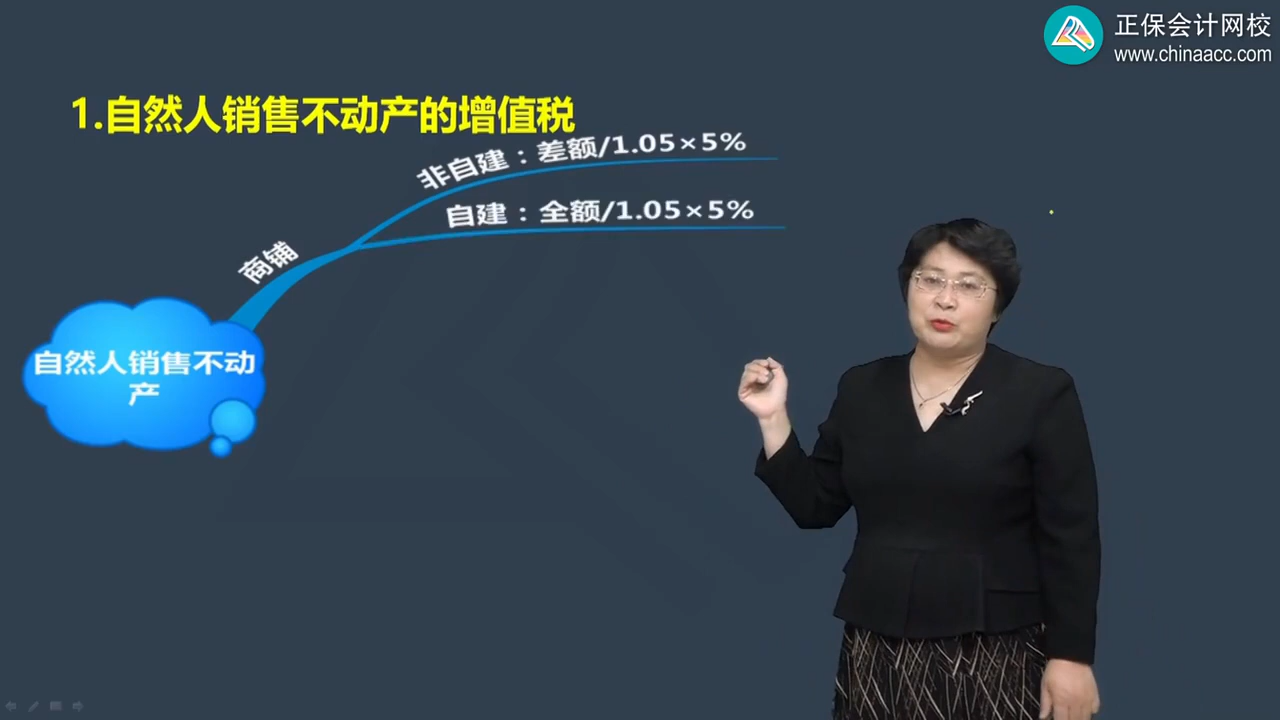 正保会计网校
www.chinaacc.com
1.自然人销售不动产的增值税
非自建：差额/1.05×5%
自建：全额/1.05×5%
商铺
自然人销售不动
产